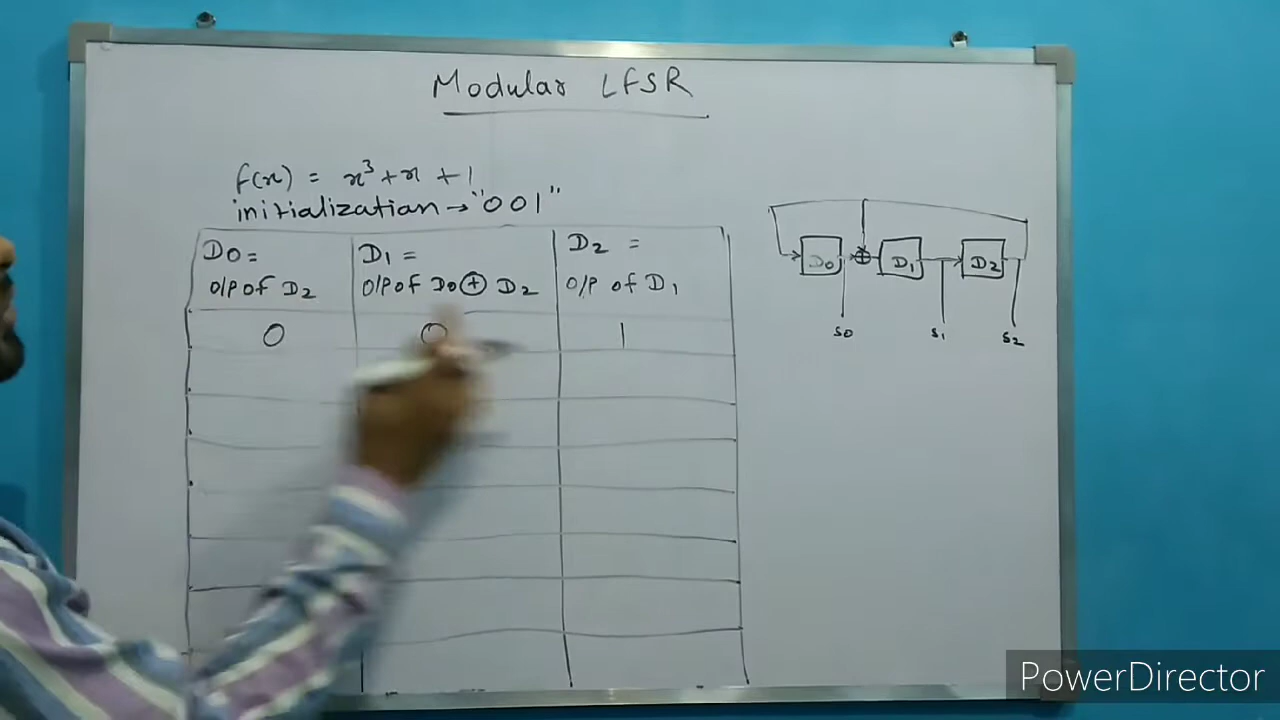 Modular LFSR
f(x) = x³+x+1
initialization→"001"
D0= D1= D2 =
O/P of D2 O/P of D0⊕D2 O/P of D1
0 0 1
D0 ⊕ D1 D2
S0 S1 S2
PowerDirector